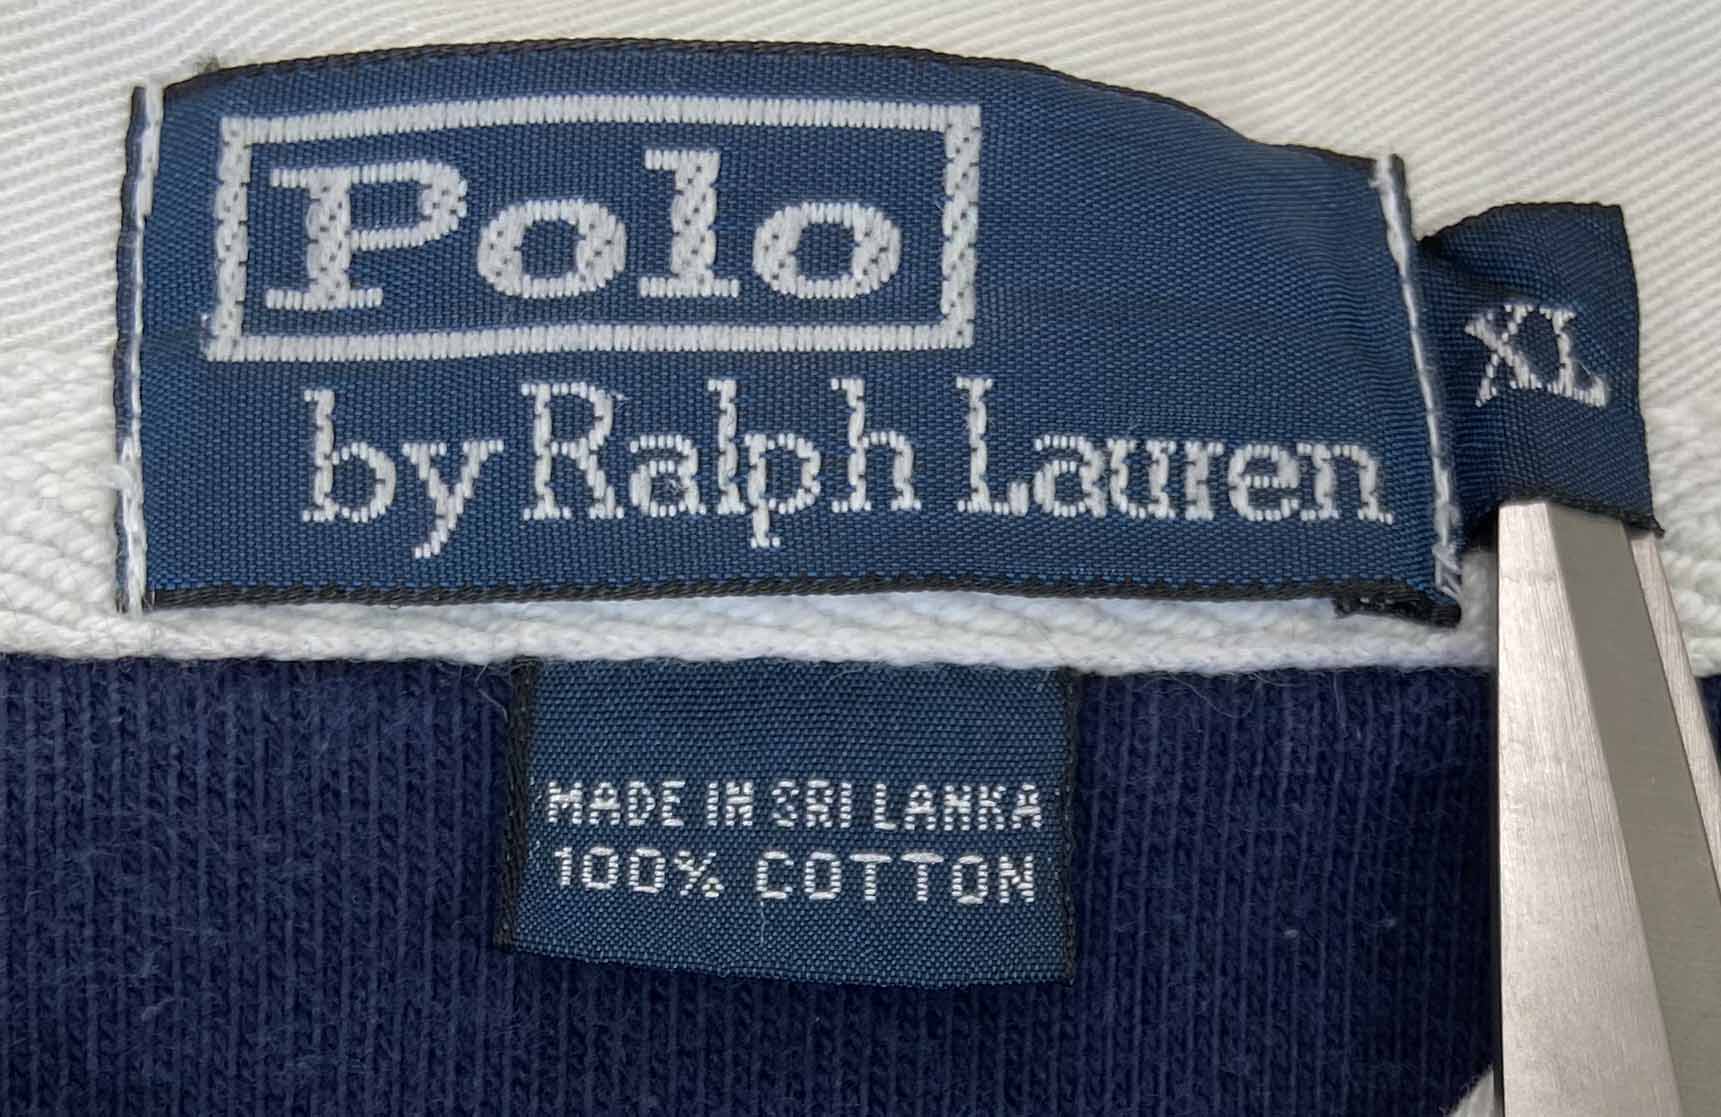 Polo
by Ralph Lauren
XL
MADE IN SRI LANKA
100% COTTON